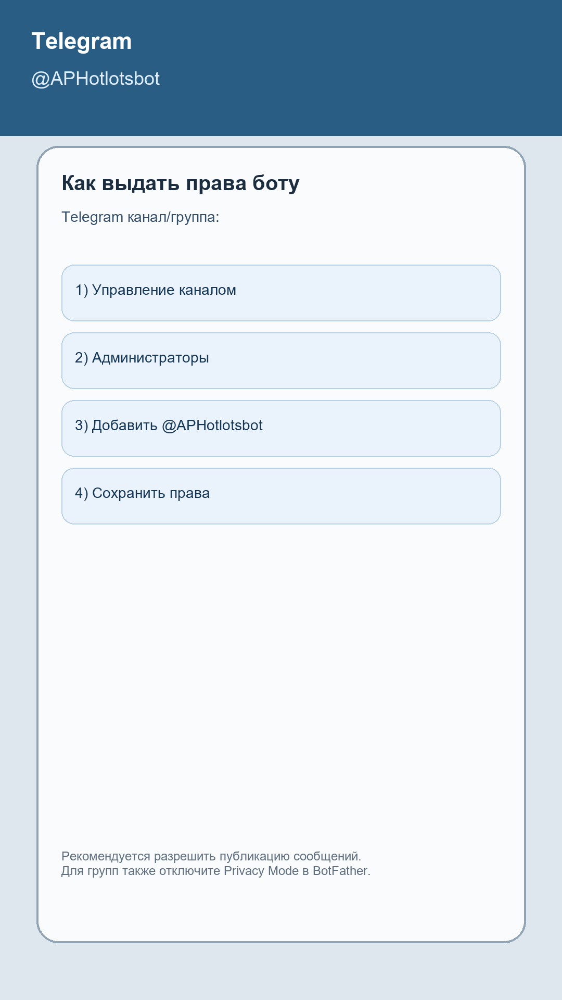 Telegram
@APHotlotsbot
Как выдать права боту
Telegram канал/группа:
1) Управление каналом
2) Администраторы
3) Добавить @APHotlotsbot
4) Сохранить права
Рекомендуется разрешить публикацию сообщений.
Для групп также отключите Privacy Mode в BotFather.